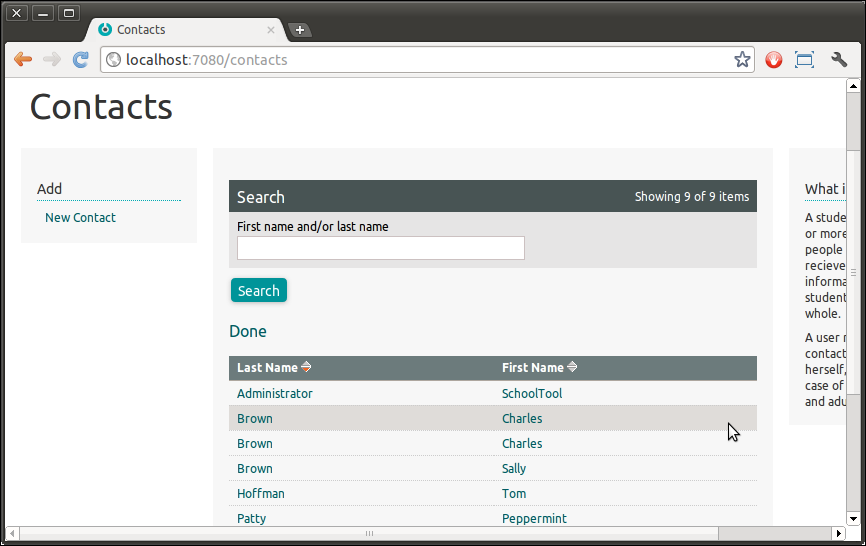 Contacts
localhost:7080/contacts
Contacts
Add
New Contact
Search
Showing 9 of 9 items
First name and/or last name
Search
Done
Last Name
First Name
Administrator
SchoolTool
Brown
Charles
Brown
Charles
Brown
Sally
Hoffman
Tom
Patty
Peppermint
What i
A stude
or more
people
recieve
informa
student
whole.
A user
contact
herself,
case of
and adu